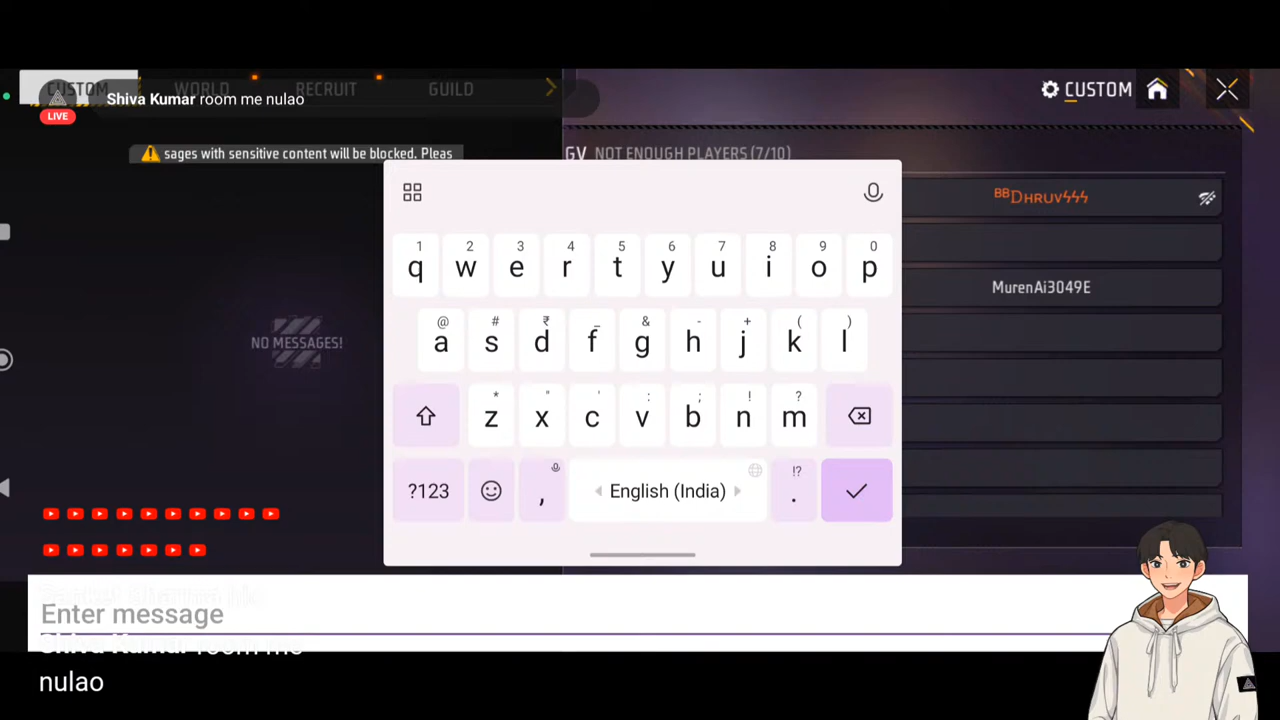 CUSTOM WORLD RECRUIT GUILD
Shiva Kumar room me nulao
LIVE
CUSTOM
sages with sensitive content will be blocked. Pleas
GV NOT ENOUGH PLAYERS (7/10)
BBDHRUV444
MurenAi3049E
NO MESSAGES!
1 2 3 4 5 6 7 8 9 0
q w e r t y u i o p
@ # ₹ _ & - + ( )
a s d f g h j k l
* " ' : ; ! ?
z x c v b n m
?123 , English (India) !? .
Enter message
Shiva Kumar room me
nulao